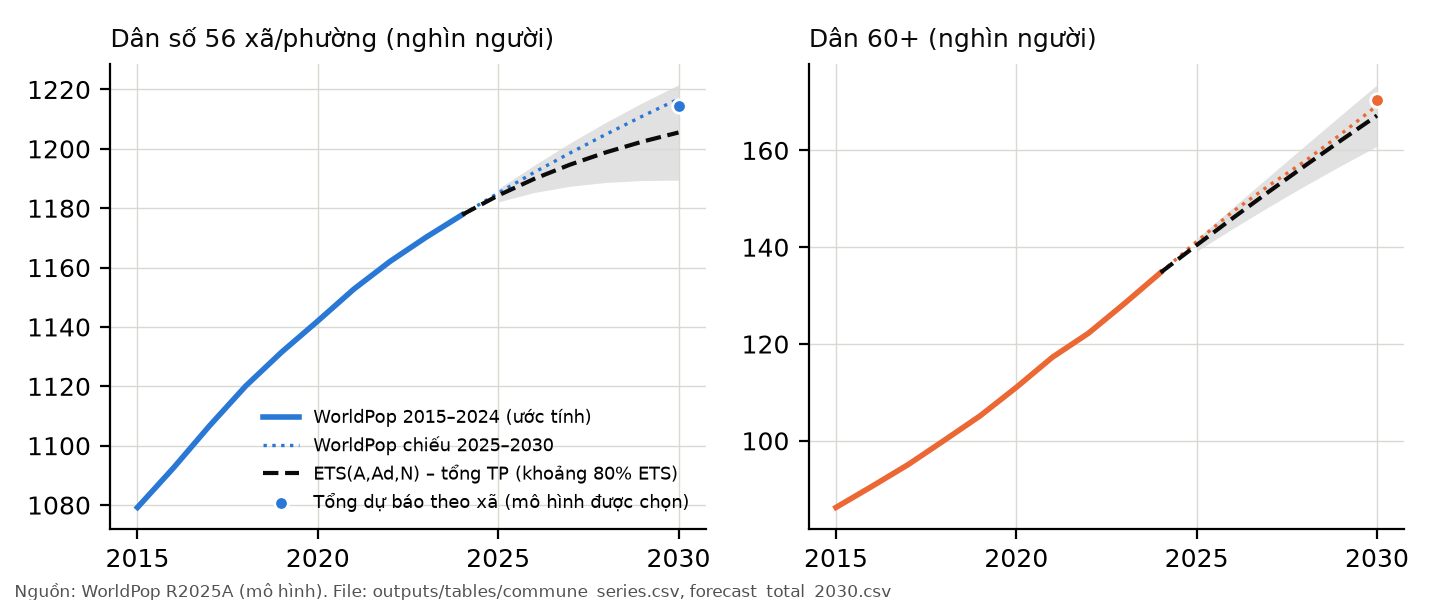 Dân số 56 xã/phường (nghìn người)
1220
1200
1180
1160
1140
1120
1100
1080
2015
2020
2025
2030
WorldPop 2015–2024 (ước tính)
WorldPop chiếu 2025–2030
ETS(A,Ad,N) – tổng TP (khoảng 80% ETS)
Tổng dự báo theo xã (mô hình được chọn)
Dân 60+ (nghìn người)
160
140
120
100
2015
2020
2025
2030
Nguồn: WorldPop R2025A (mô hình). File: outputs/tables/commune_series.csv, forecast_total_2030.csv